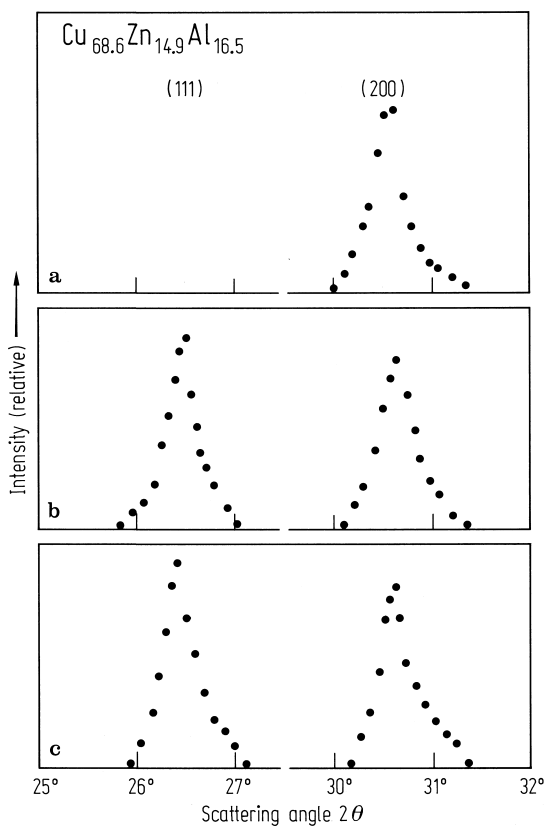 Cu68.6Zn14.9Al16.5
(111) (200)
a
b
c
Intensity (relative)
25° 26° 27° 30° 31° 32°
Scattering angle 2θ